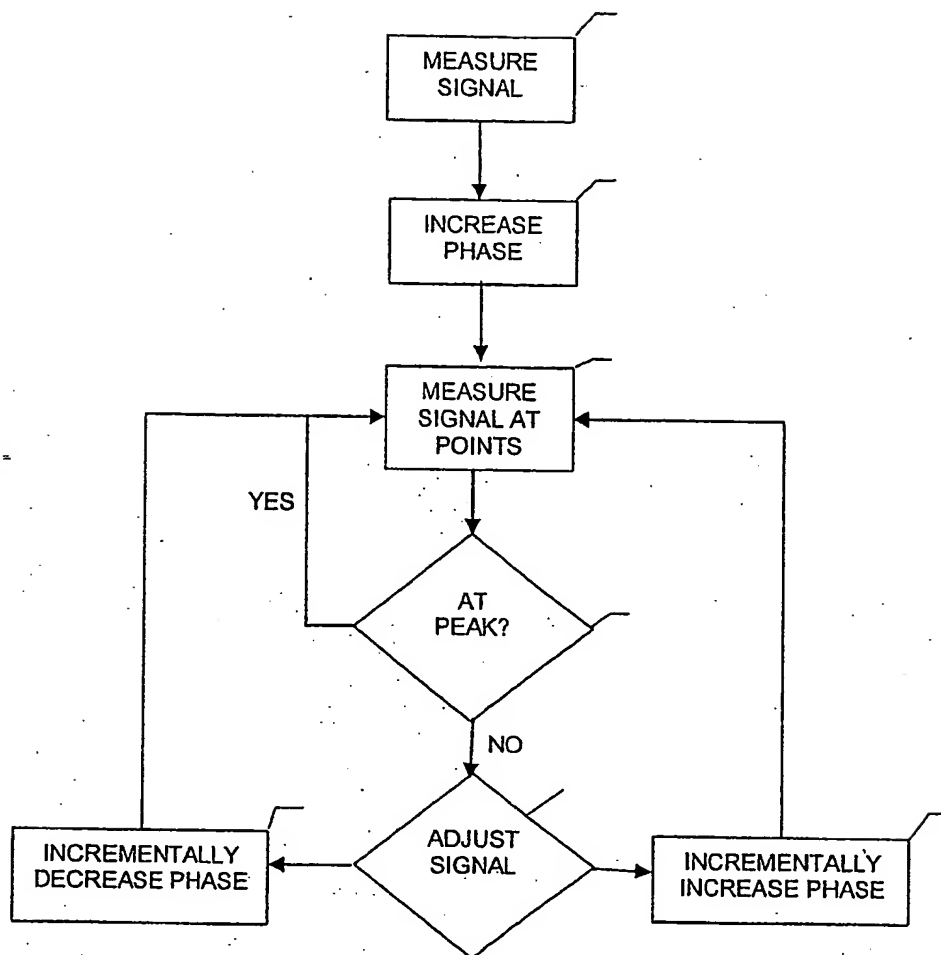 MEASURE
SIGNAL
INCREASE
PHASE
MEASURE
SIGNAL AT
POINTS
YES
AT
PEAK?
NO
ADJUST
SIGNAL
INCREMENTALLY
DECREASE PHASE
INCREMENTALLY
INCREASE PHASE